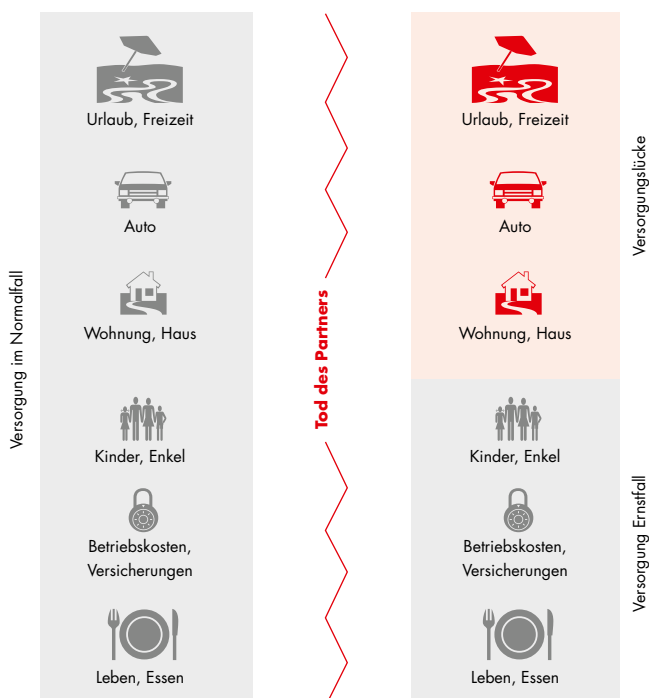 Versorgung im Normalfall
Urlaub, Freizeit
Auto
Wohnung, Haus
Kinder, Enkel
Betriebskosten,
Versicherungen
Leben, Essen
Tod des Partners
Urlaub, Freizeit
Auto
Wohnung, Haus
Kinder, Enkel
Betriebskosten,
Versicherungen
Leben, Essen
Versorgungslücke
Versorgung Ernstfall